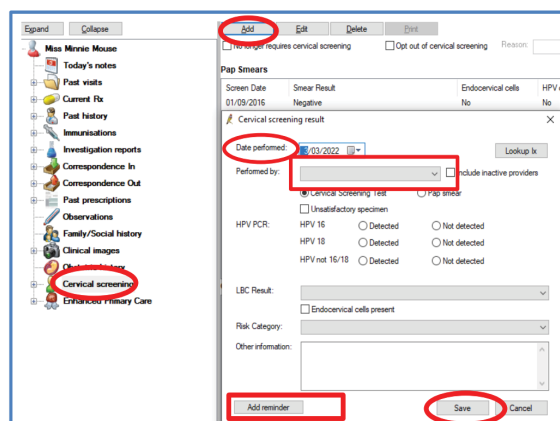 Expand Collapse
Miss Minnie Mouse
Today's notes
Past visits
Current Rx
Past history
Immunisations
Investigation reports
Correspondence In
Correspondence Out
Past prescriptions
Observations
Family/Social history
Clinical images
Obstetric history
Cervical screening
Enhanced Primary Care
Add Edit Delete Print
No longer requires cervical screening Opt out of cervical screening Reason:
Pap Smears
Screen Date Smear Result Endocervical cells HPV
01/09/2016 Negative No No
Cervical screening result
Date performed: /03/2022 Lookup Ix
Performed by: Include inactive providers
Cervical Screening Test Pap smear
Unsatisfactory specimen
HPV PCR: HPV 16 Detected Not detected
HPV 18 Detected Not detected
HPV not 16/18 Detected Not detected
LBC Result:
Endocervical cells present
Risk Category:
Other information:
Add reminder Save Cancel